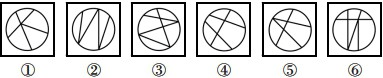 ① ② ③ ④ ⑤ ⑥